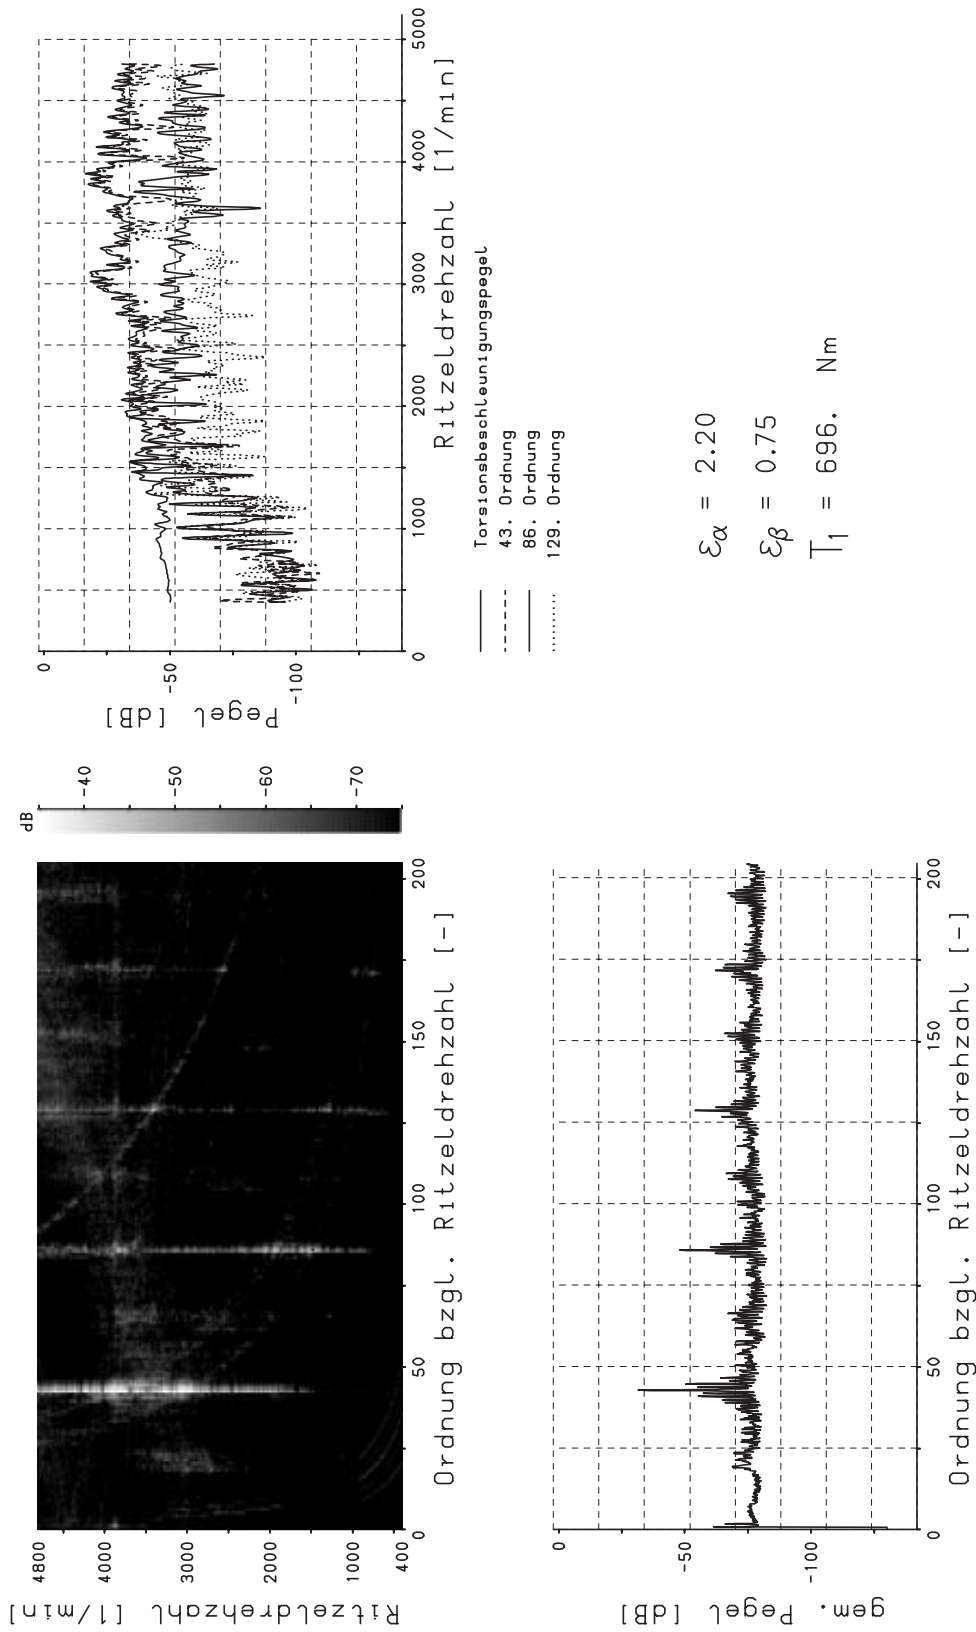 dB
-40
-50
-60
-70
4800
4000
3000
2000
1000
400
Ritzeldrehzahl [1/min]
0
50
100
150
200
Ordnung bzgl. Ritzeldrehzahl [-]
0
-50
-100
Pegel [dB]
0
1000
2000
3000
4000
5000
Ritzeldrehzahl [1/min]
Torsionsbeschleunigungspegel
43. Ordnung
86. Ordnung
129. Ordnung
0
-50
-100
gem. Pegel [dB]
0
50
100
150
200
Ordnung bzgl. Ritzeldrehzahl [-]
εα = 2.20
εβ = 0.75
T1 = 696. Nm